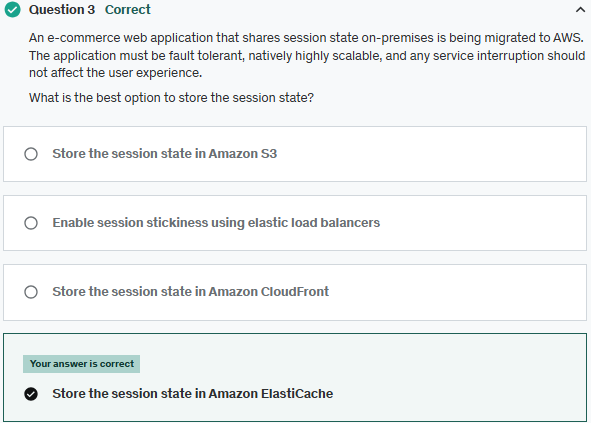 Question 3 Correct
An e-commerce web application that shares session state on-premises is being migrated to AWS.
The application must be fault tolerant, natively highly scalable, and any service interruption should
not affect the user experience.
What is the best option to store the session state?
Store the session state in Amazon S3
Enable session stickiness using elastic load balancers
Store the session state in Amazon CloudFront
Your answer is correct
Store the session state in Amazon ElastiCache